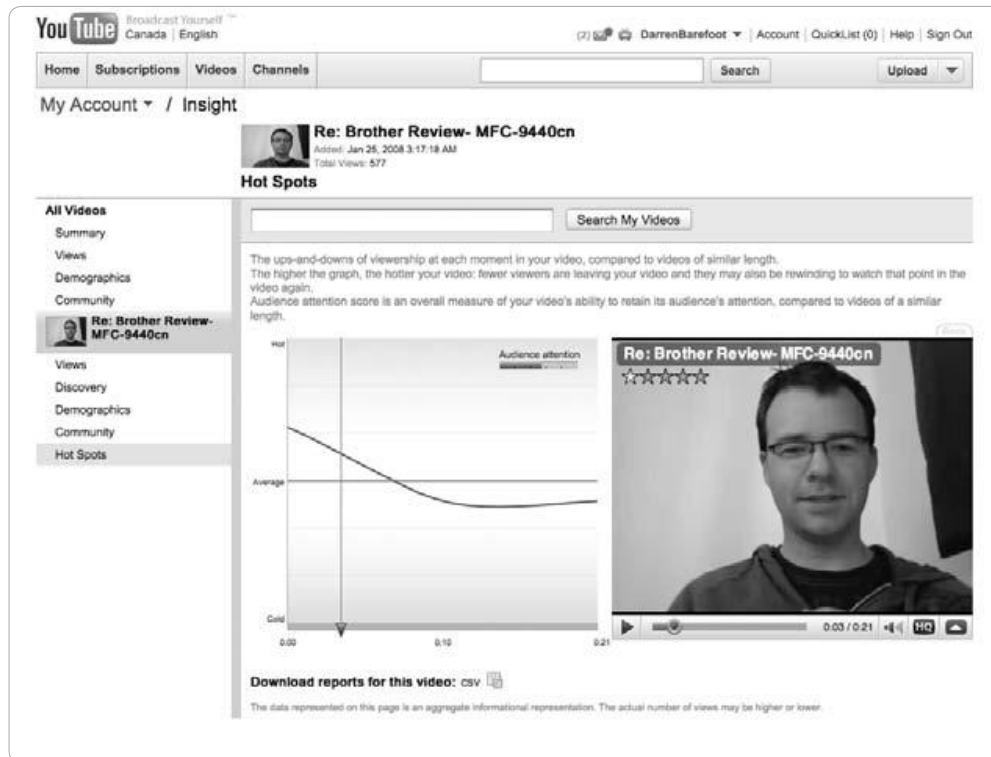 YouTube Broadcast Yourself ™
Canada | English
(2) DarrenBarefoot | Account | QuickList (0) | Help | Sign Out
Home Subscriptions Videos Channels Search Upload
My Account / Insight
Re: Brother Review- MFC-9440cn
Added: Jan 25, 2008 3:17:18 AM
Total Views: 577
Hot Spots
All Videos
Summary
Views
Demographics
Community
Re: Brother Review-
MFC-9440cn
Views
Discovery
Demographics
Community
Hot Spots
Search My Videos
The ups-and-downs of viewership at each moment in your video, compared to videos of similar length.
The higher the graph, the hotter your video: fewer viewers are leaving your video and they may also be rewinding to watch that point in the
video again.
Audience attention score is an overall measure of your video's ability to retain its audience's attention, compared to videos of a similar
length.
Hot
Audience attention
Average
Cold
0:00 0:10 0:21
Re: Brother Review- MFC-9440cn
0:03 / 0:21 HQ
Download reports for this video: csv
The data represented on this page is an aggregate informational representation. The actual number of views may be higher or lower.